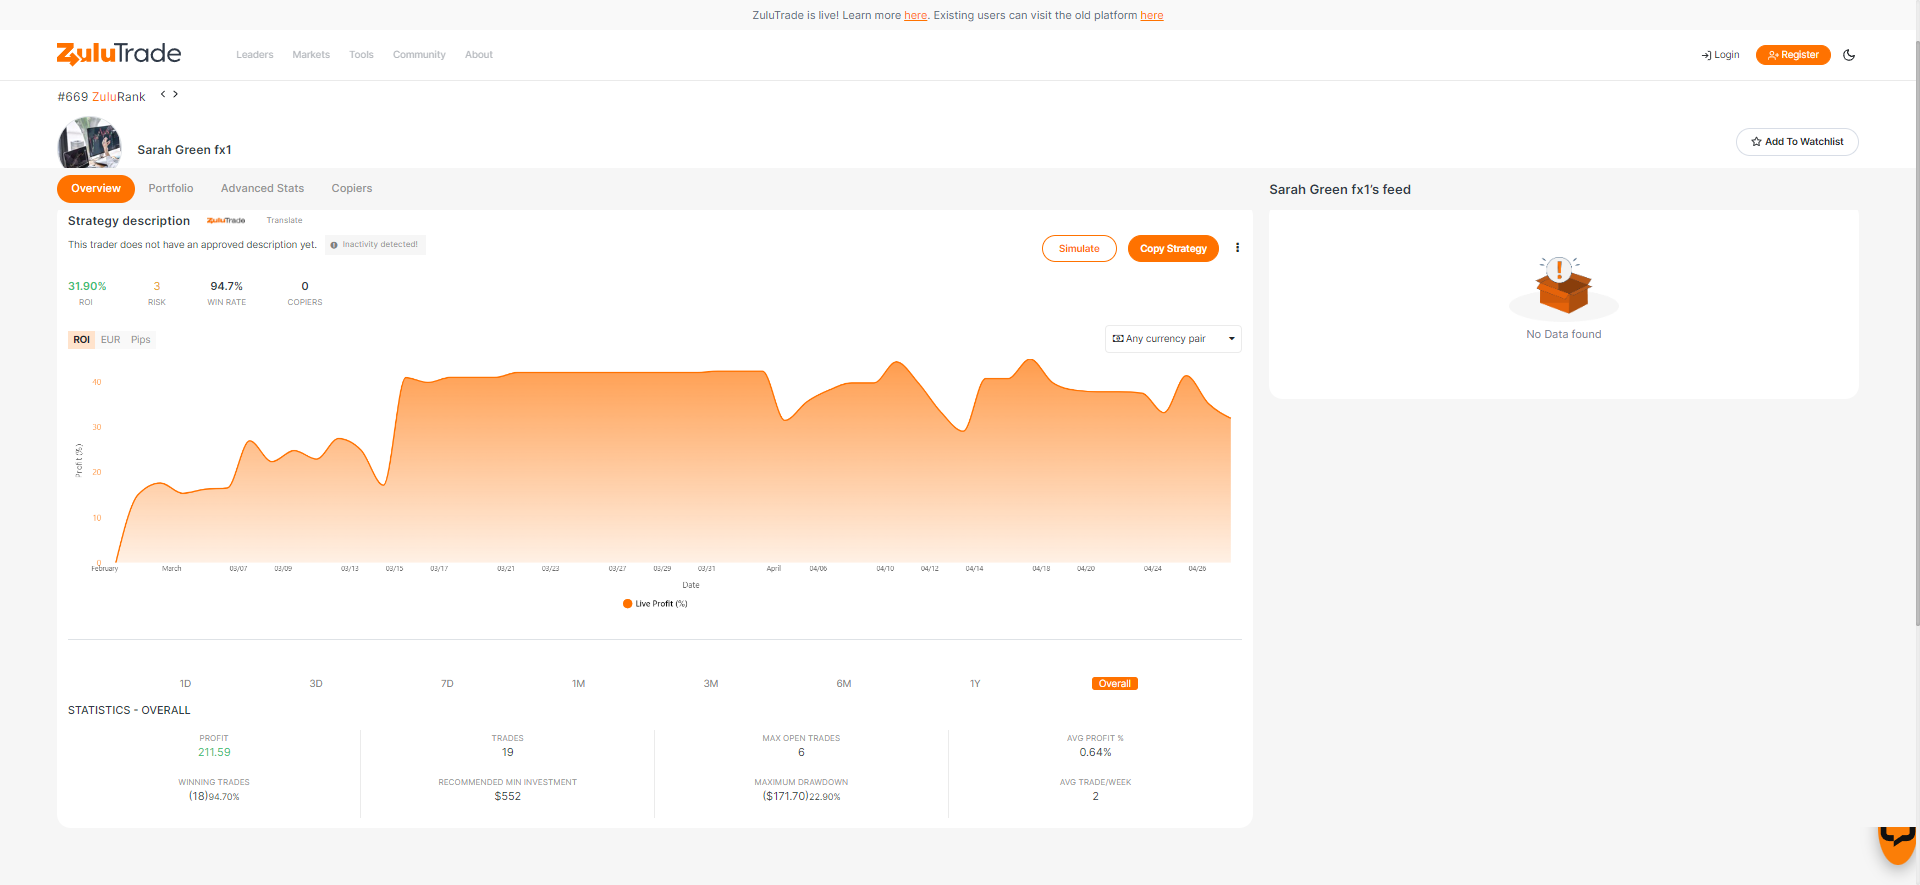 ZuluTrade is live! Learn more here. Existing users can visit the old platform here
ZuluTrade
Leaders Markets Tools Community About
Login Register
#669 ZuluRank
Sarah Green fx1
Add To Watchlist
Overview Portfolio Advanced Stats Copiers
Sarah Green fx1's feed
Strategy description ZuluTrade Translate
This trader does not have an approved description yet. Inactivity detected!
Simulate Copy Strategy
31.90% 3 94.7% 0
ROI RISK WIN RATE COPIERS
No Data found
ROI EUR Pips
Any currency pair
Profit (%)
40
30
20
10
0
February March 03/07 03/09 03/13 03/15 03/17 03/21 03/23 03/27 03/29 03/31 April 04/06 04/10 04/12 04/14 04/18 04/20 04/24 04/26
Date
Live Profit (%)
1D 3D 7D 1M 3M 6M 1Y Overall
STATISTICS - OVERALL
PROFIT TRADES MAX OPEN TRADES AVG PROFIT %
211.59 19 6 0.64%
WINNING TRADES RECOMMENDED MIN INVESTMENT MAXIMUM DRAWDOWN AVG TRADE/WEEK
(18)94.70% $552 ($171.70)22.90% 2